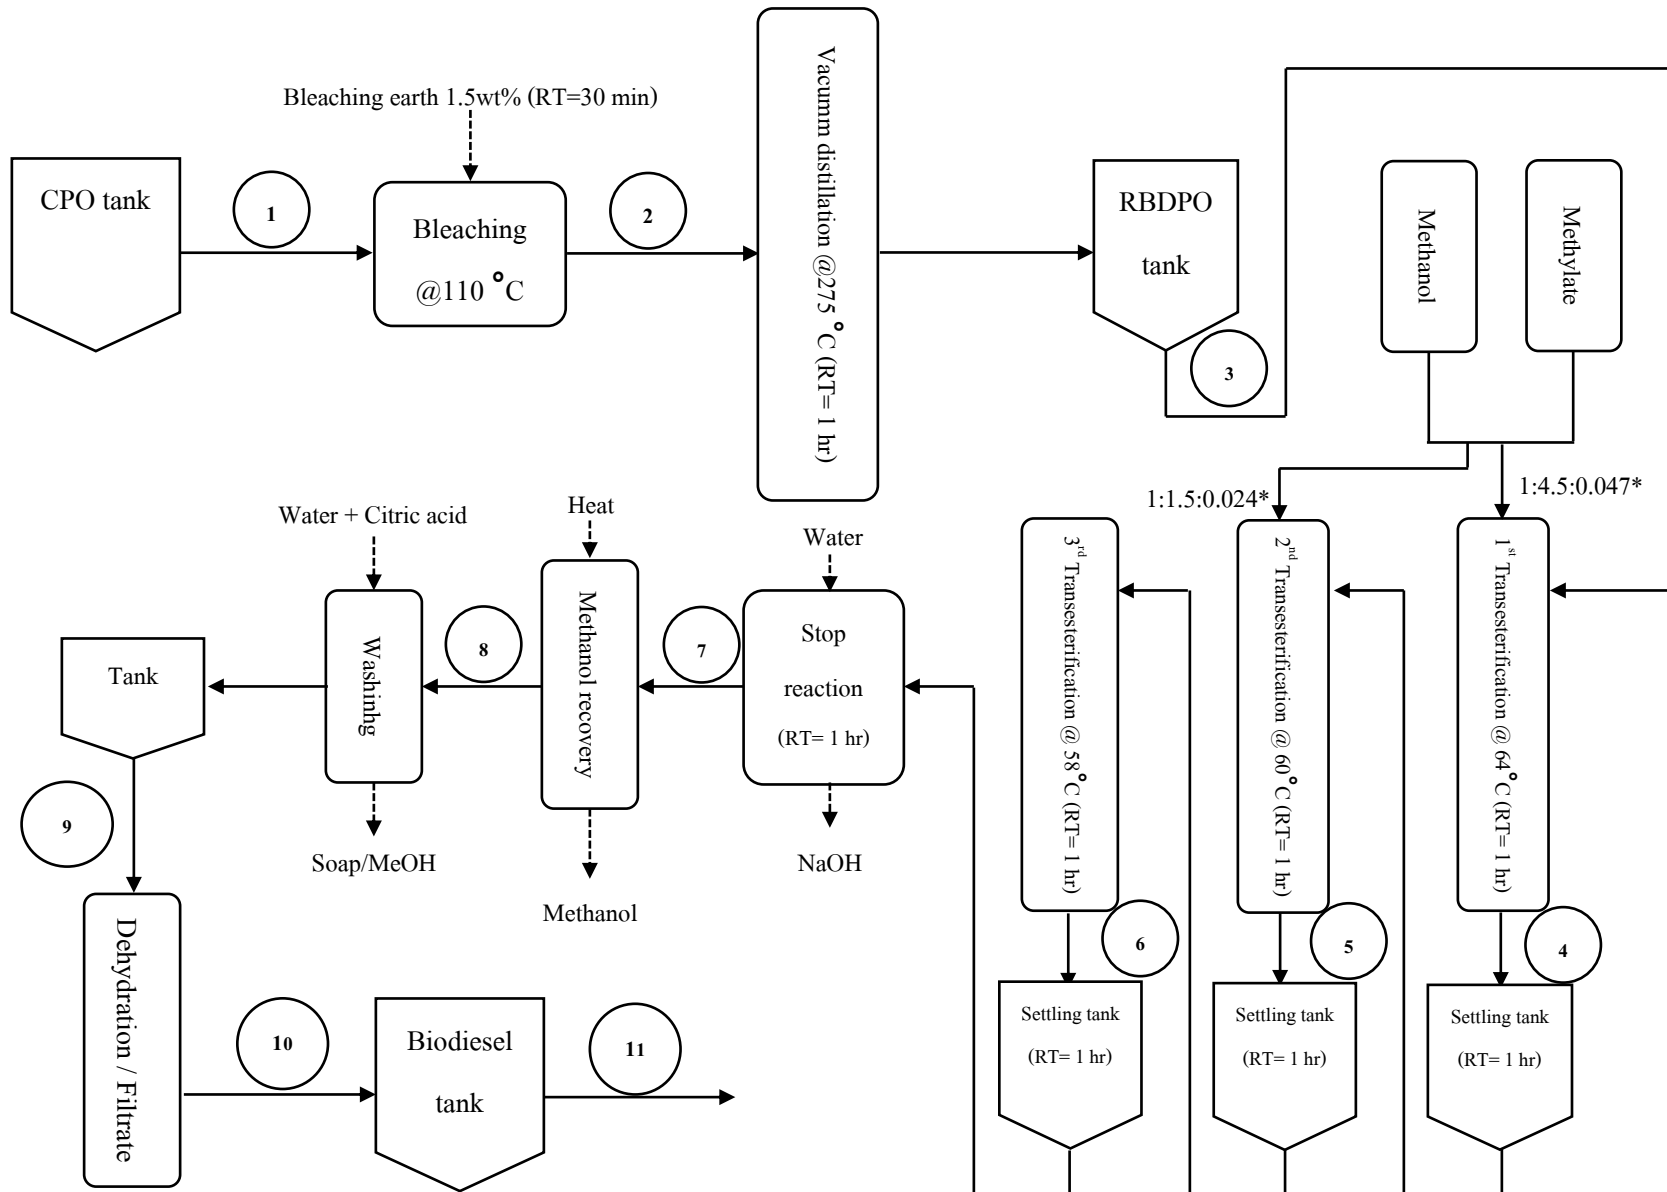 Bleaching earth 1.5wt% (RT=30 min)
CPO tank
1
Bleaching
@110 °C
2
Vacumm distillation @275 °C (RT= 1 hr)
RBDPO
tank
3
Methanol
Methylate
1:1.5:0.024*
1:4.5:0.047*
Water + Citric acid
Heat
Water
Tank
Washinhg
8
Methanol recovery
7
Stop
reaction
(RT= 1 hr)
3rd Transesterification @ 58°C (RT= 1 hr)
2nd Transesterification @ 60°C (RT= 1 hr)
1st Transesterification @ 64°C (RT= 1 hr)
9
Soap/MeOH
Methanol
NaOH
6
5
4
Dehydration / Filtrate
10
Biodiesel
tank
11
Settling tank
(RT= 1 hr)
Settling tank
(RT= 1 hr)
Settling tank
(RT= 1 hr)